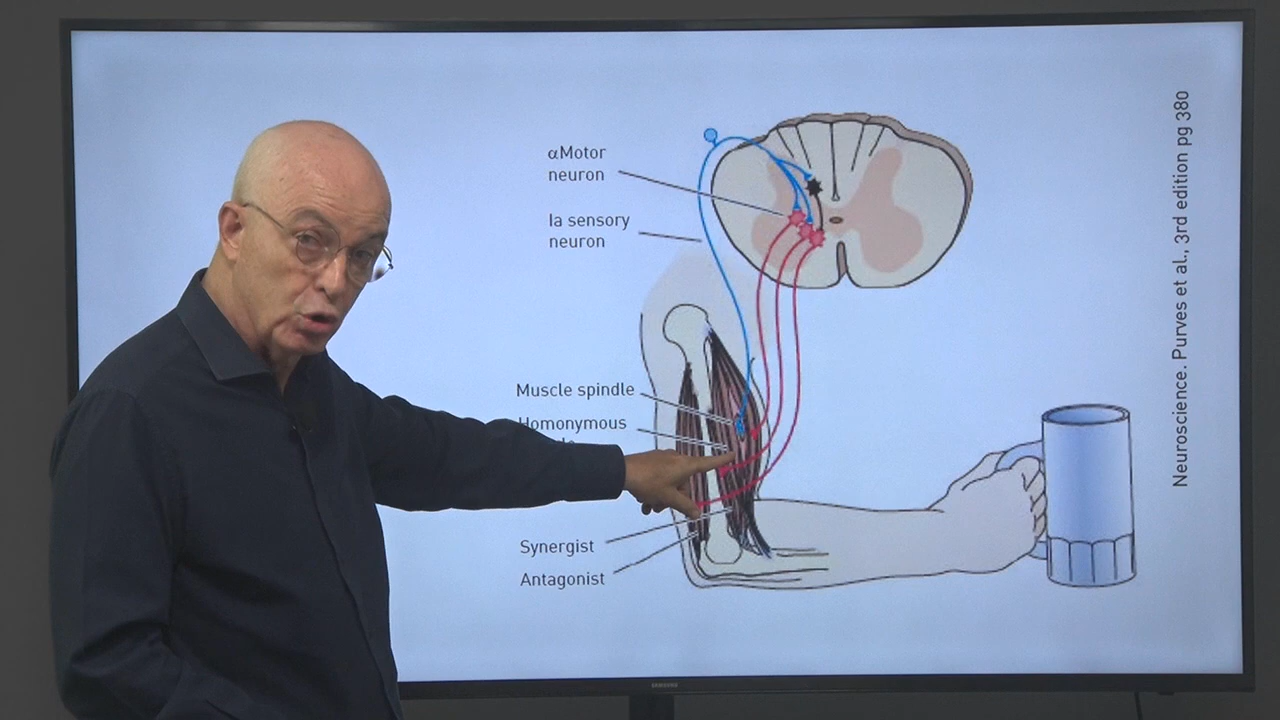 αMotor
neuron
Ia sensory
neuron
Muscle spindle
Homonymous
Synergist
Antagonist
Neuroscience. Purves et al., 3rd edition pg 380
SAMSUNG